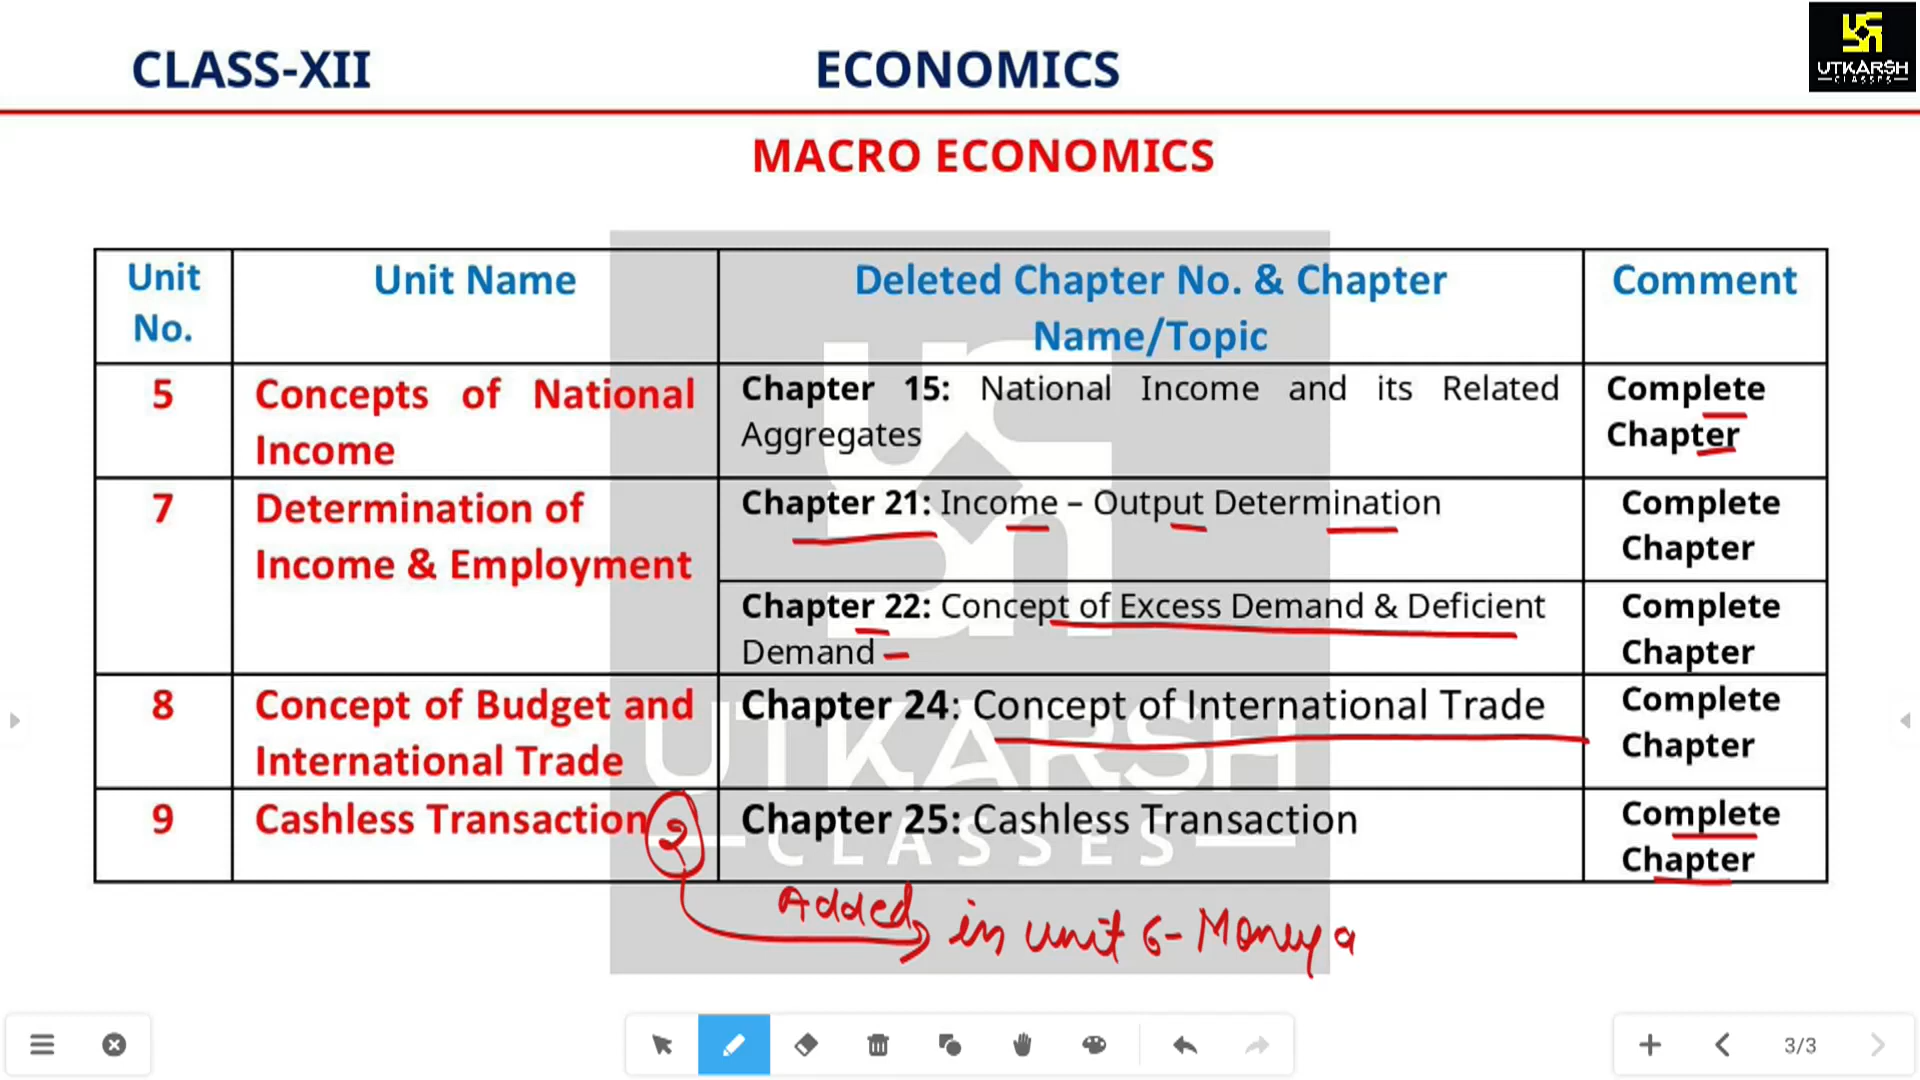 CLASS-XII
ECONOMICS
UTKARSH
CLASSES
MACRO ECONOMICS
Unit No.
Unit Name
Deleted Chapter No. & Chapter
Name/Topic
Comment
5
Concepts of National
Income
Chapter 15: National Income and its Related
Aggregates
Complete
Chapter
7
Determination of
Income & Employment
Chapter 21: Income – Output Determination
Complete
Chapter
Chapter 22: Concept of Excess Demand & Deficient
Demand
Complete
Chapter
8
Concept of Budget and
International Trade
Chapter 24: Concept of International Trade
Complete
Chapter
9
Cashless Transaction
2
Chapter 25: Cashless Transaction
Complete
Chapter
UTKARSH
CLASSES
Added in unit 6- Money a
3/3